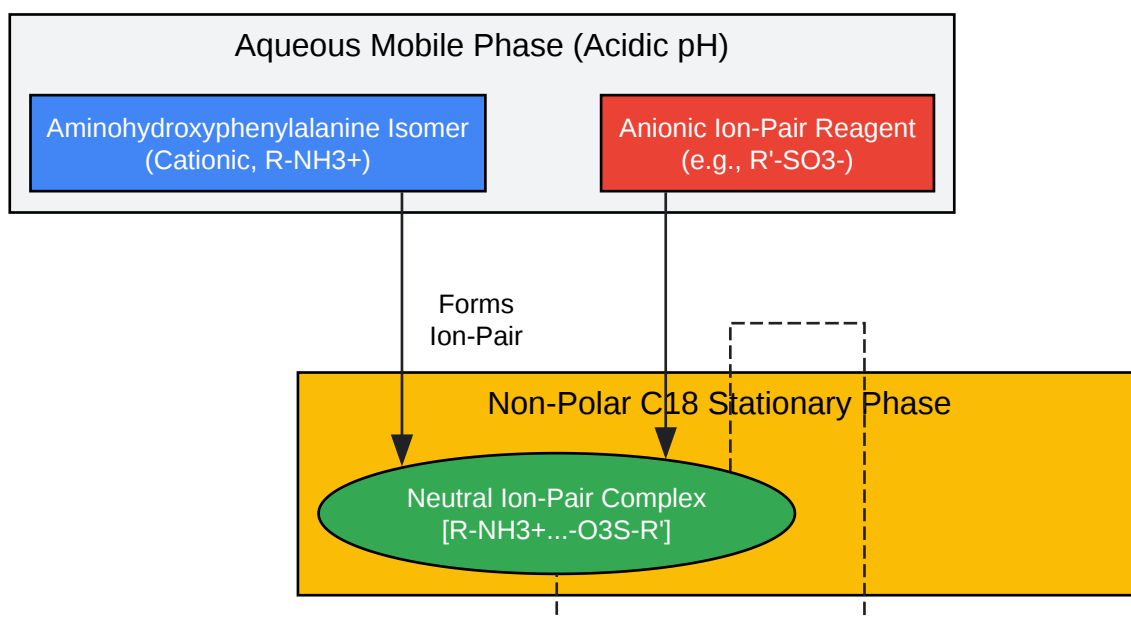 Aqueous Mobile Phase (Acidic pH)
Aminohydroxyphenylalanine Isomer
(Cationic, R-NH3+)
Anionic Ion-Pair Reagent
(e.g., R'-SO3-)
Forms
Ion-Pair
Non-Polar C18 Stationary Phase
Neutral Ion-Pair Complex
[R-NH3+...-O3S-R']